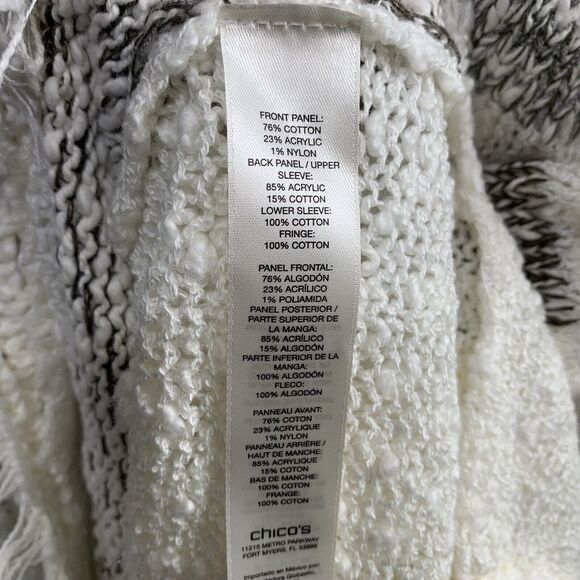 FRONT PANEL:
76% COTTON
23% ACRYLIC
1% NYLON
BACK PANEL / UPPER
SLEEVE:
85% ACRYLIC
15% COTTON
LOWER SLEEVE:
100% COTTON
FRINGE:
100% COTTON
PANEL FRONTAL:
76% ALGODÓN
23% ACRÍLICO
1% POLIAMIDA
PANEL POSTERIOR /
PARTE SUPERIOR DE
LA MANGA:
85% ACRÍLICO
15% ALGODÓN
PARTE INFERIOR DE LA
MANGA:
100% ALGODÓN
FLECO:
100% ALGODÓN
PANNEAU AVANT:
76% COTON
23% ACRYLIQUE
1% NYLON
PANNEAU ARRIÈRE /
HAUT DE MANCHE:
85% ACRYLIQUE
15% COTON
BAS DE MANCHE:
100% COTON
FRANGE:
100% COTON
chico's
11215 METRO PARKWAY
FORT MYERS, FL 33966
Importado en México por: